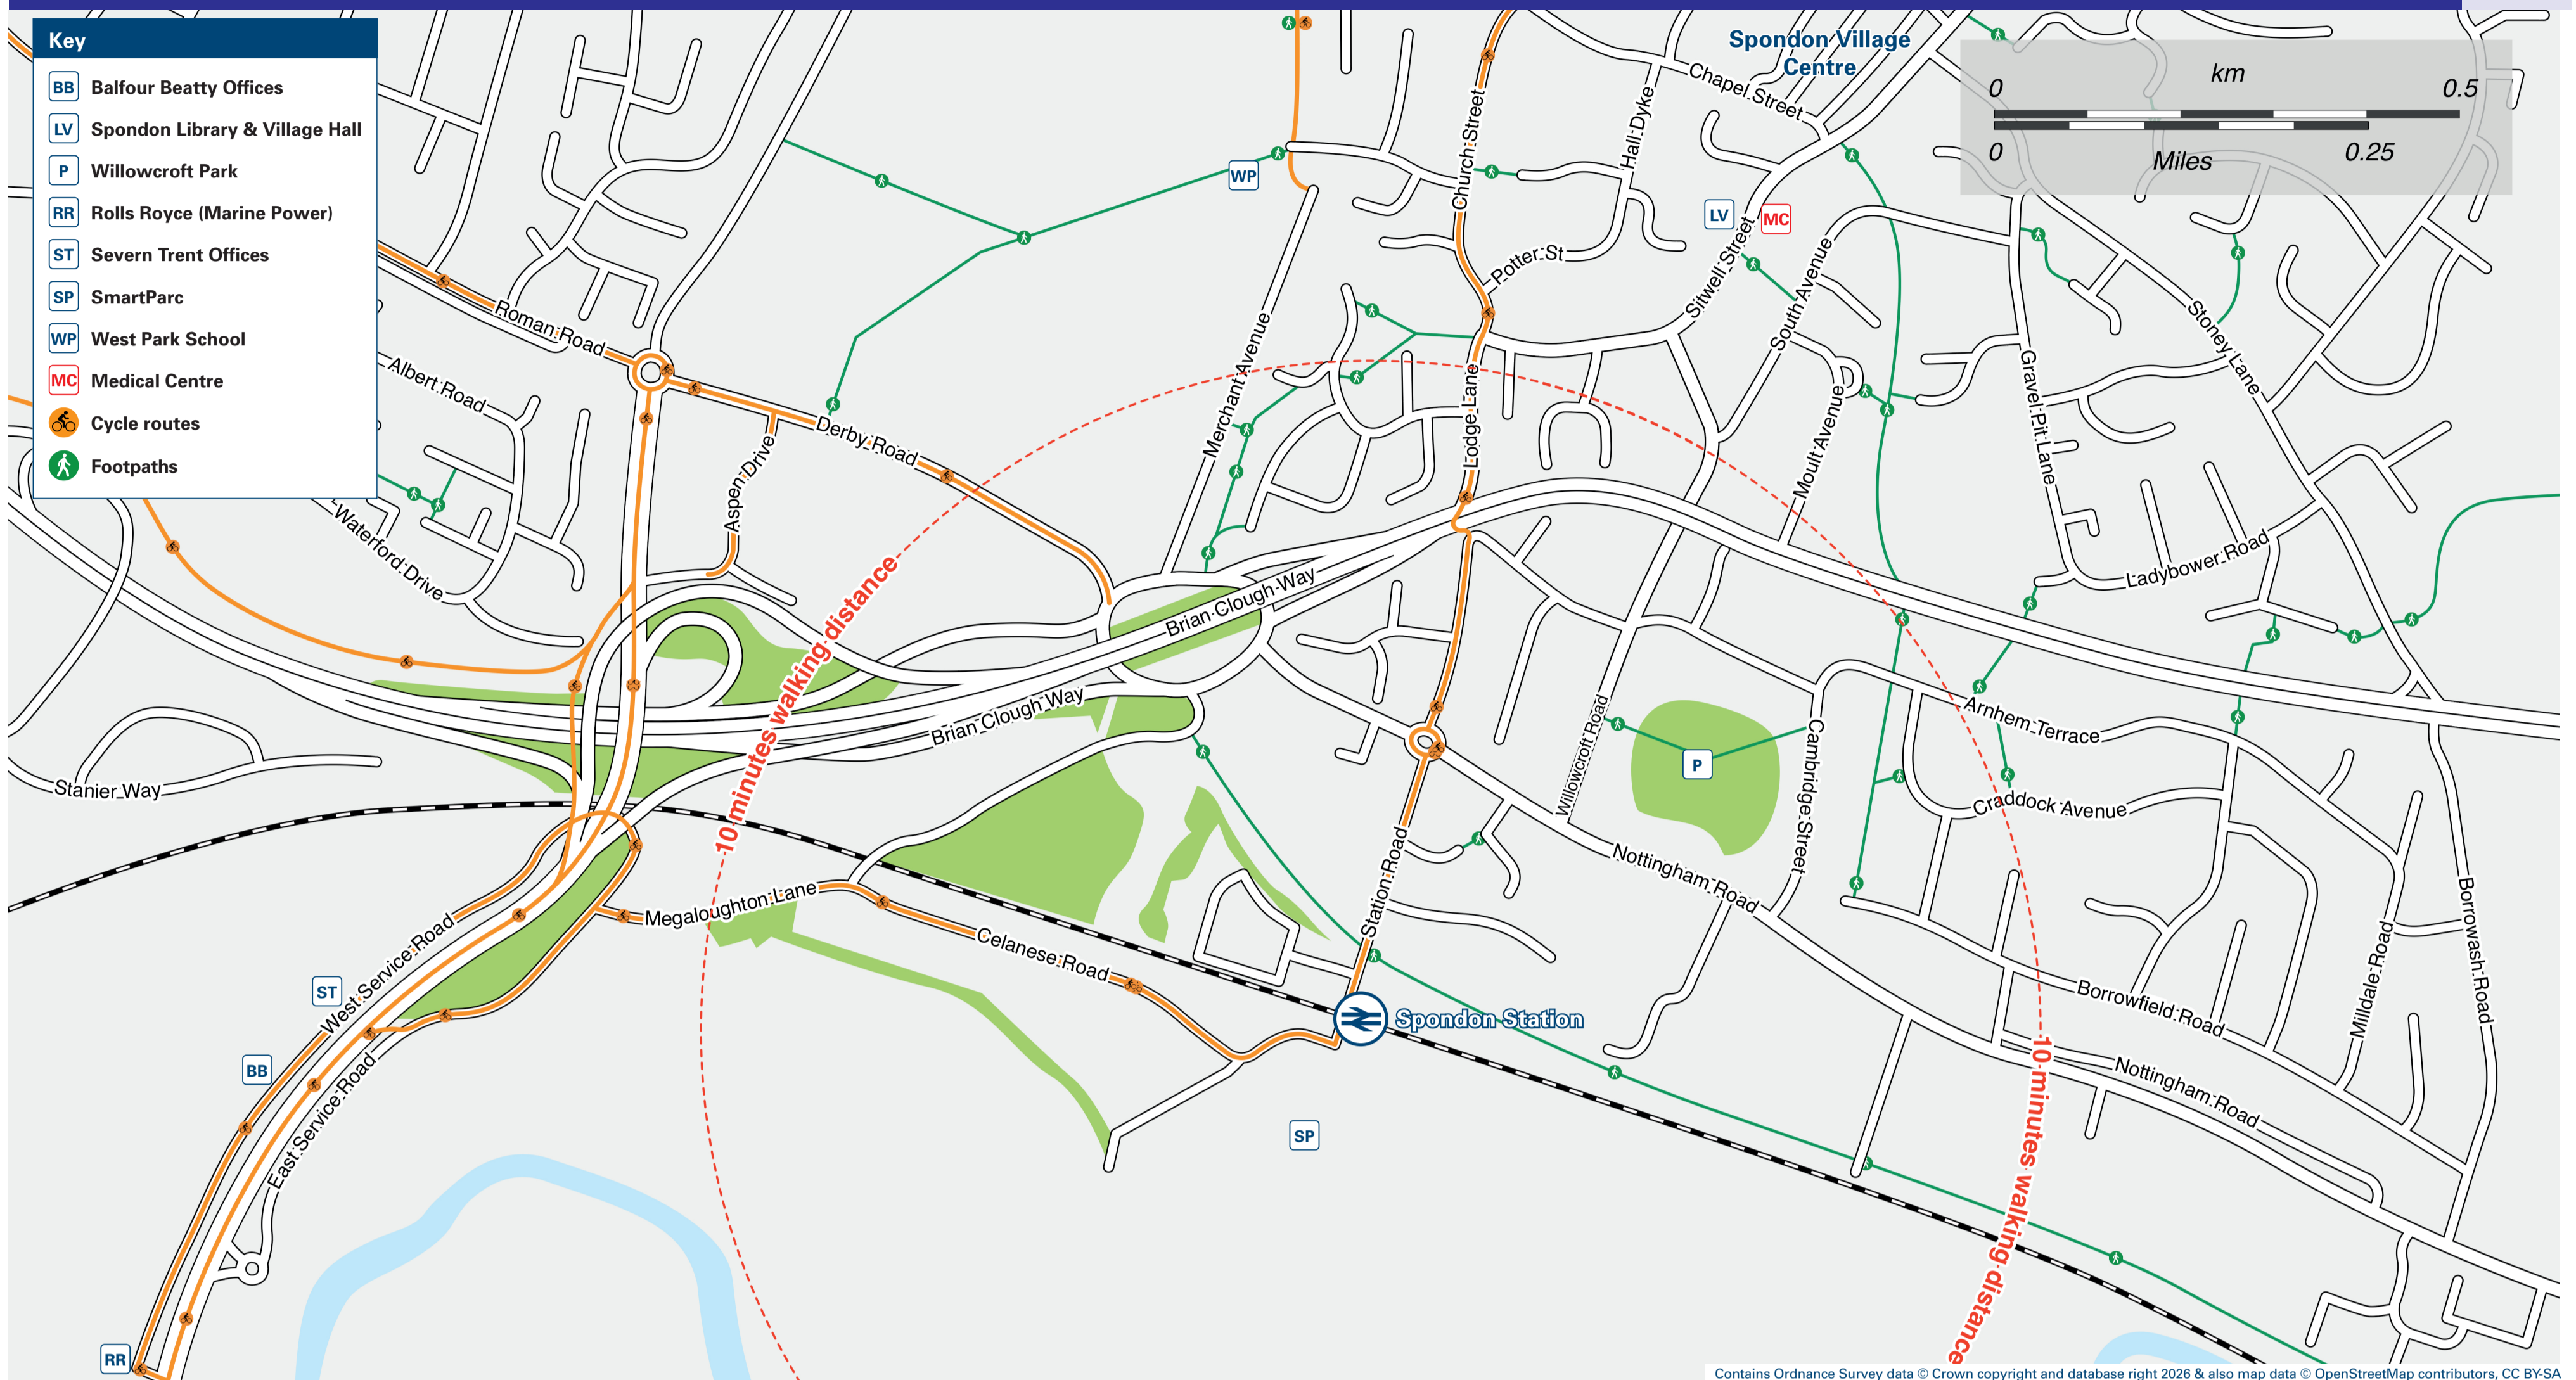 Key
BB Balfour Beatty Offices
LV Spondon Library & Village Hall
P Willowcroft Park
RR Rolls Royce (Marine Power)
ST Severn Trent Offices
SP SmartParc
WP West Park School
MC Medical Centre
Cycle routes
Footpaths
Spondon Village
Centre
km
0 0.5
0 0.25
Miles
Chapel Street
Hall Dyke
Church Street
WP
LV
MC
Potter St
Sitwell Street
South Avenue
Stoney Lane
Roman Road
Albert Road
Merchant Avenue
Lodge Lane
Moult Avenue
Gravel Pit Lane
Derby Road
Aspen Drive
Waterford Drive
Ladybower Road
10 minutes walking distance
Brian Clough Way
Brian Clough Way
Willowcroft Road
P
Cambridge Street
Arnhem Terrace
Craddock Avenue
Stanier Way
Station Road
Nottingham Road
Megaloughton Lane
Celanese Road
West Service Road
ST
BB
East Service Road
Spondon Station
SP
Borrowfield Road
Milldale Road
Borrowash Road
Nottingham Road
10 minutes walking distance
RR
Contains Ordnance Survey data © Crown copyright and database right 2026 & also map data © OpenStreetMap contributors, CC BY-SA